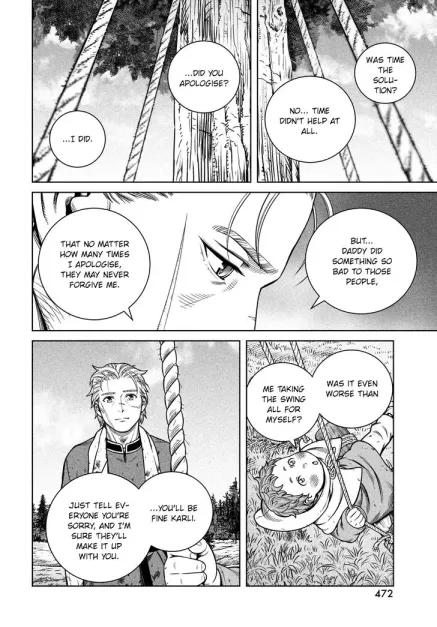 WAS TIME
THE
SOLU-
TION?
NO... TIME
DIDN'T HELP
AT ALL.
...DID YOU
APOLOGISE?
...I DID.
BUT...
DADDY DID
SOMETHING SO
BAD TO THOSE
PEOPLE,
THAT NO MATTER
HOW MANY TIMES
I APOLOGISE,
THEY MAY NEVER
FORGIVE ME.
WAS IT EVEN
WORSE THAN
ME TAKING
THE SWING
ALL FOR
MYSELF?
...YOU'LL BE
FINE KARLI.
JUST TELL EV-
ERYONE YOU'RE
SORRY, AND I'M
SURE THEY'LL
MAKE IT UP
WITH YOU.
472